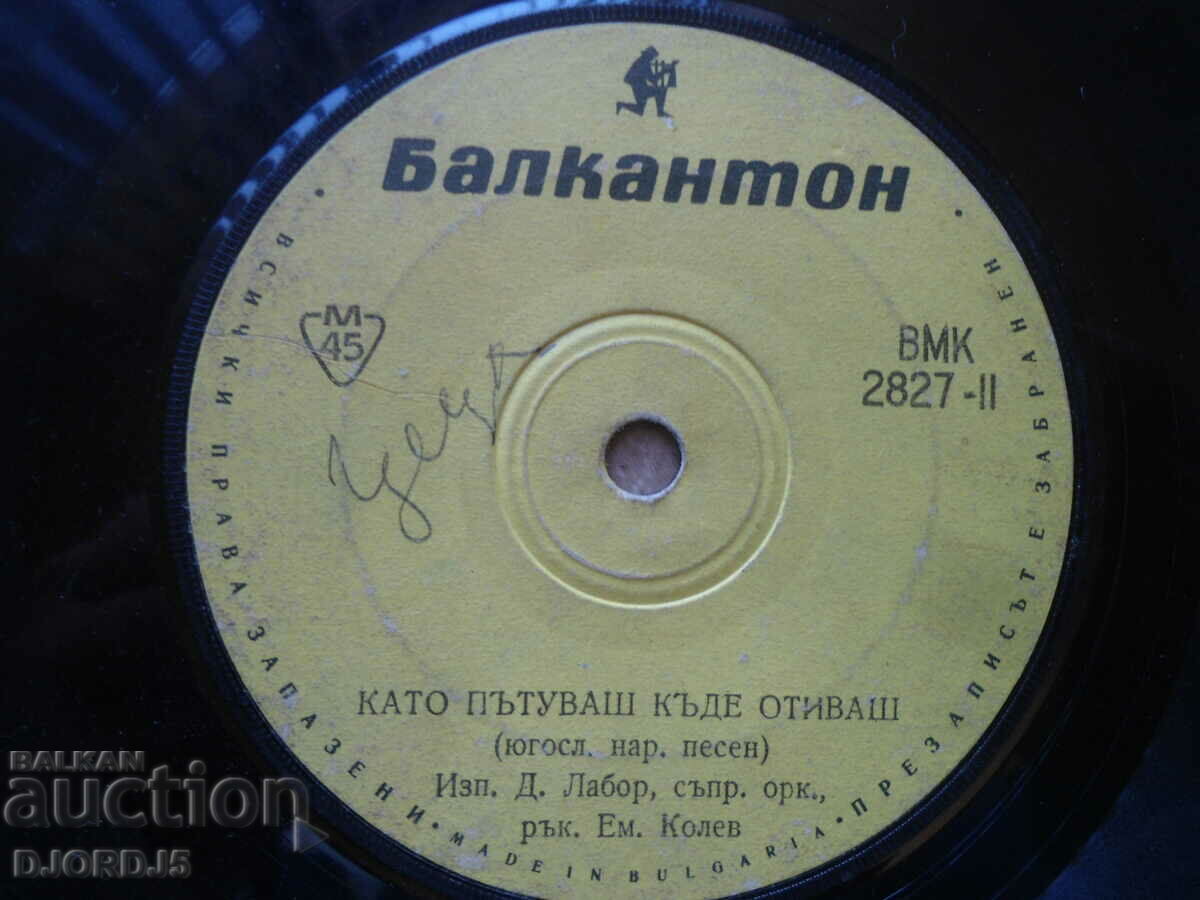 Балкантон
М
45
ВМК
2827-II
КАТО ПЪТУВАШ КЪДЕ ОТИВАШ
(югосл. нар. песен)
Изп. Д. Лабор, съпр. орк.,
рък. Ем. Колев
• ВСИЧКИ ПРАВА ЗАПАЗЕНИ • MADE IN BULGARIA • ПРЕЗАПИСЪТ Е ЗАБРАНЕН •
BALKAN
auction
DJORDJ5